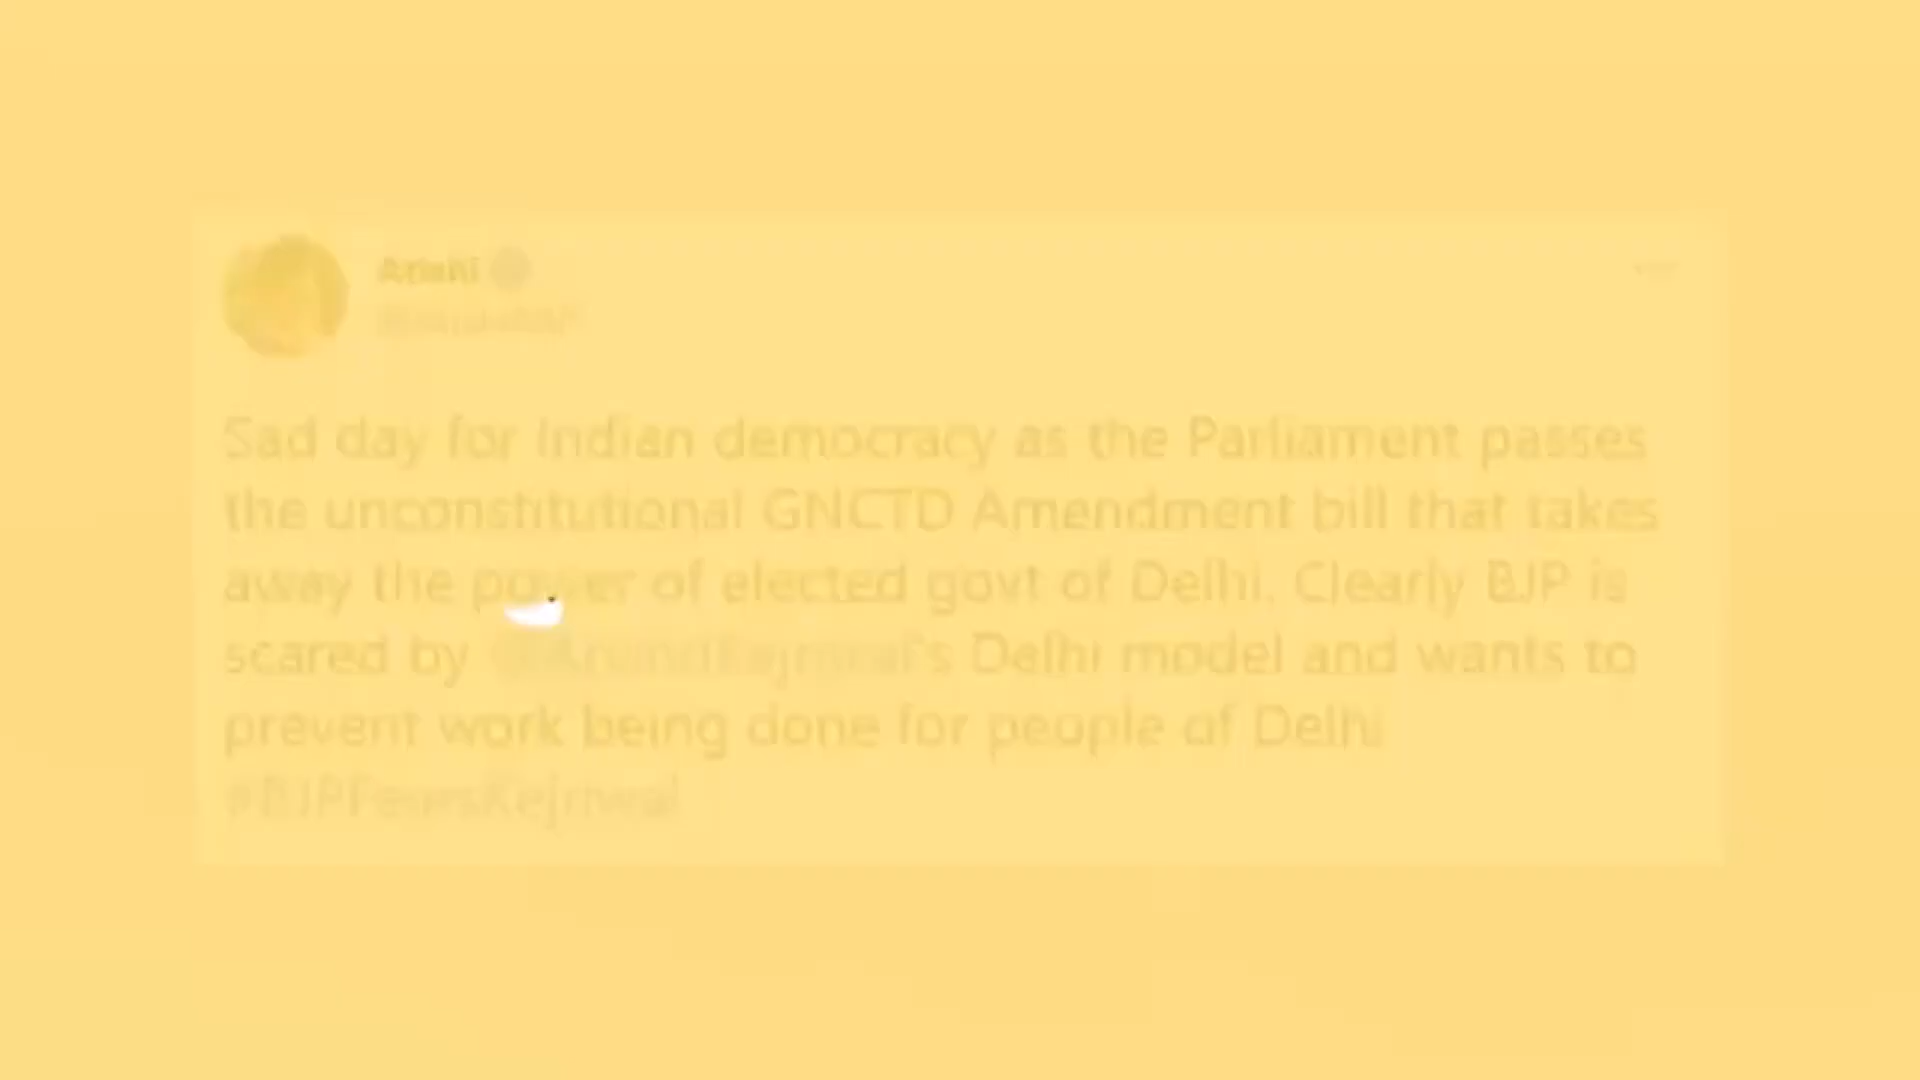 Atishi
Sad day for Indian democracy as the Parliament passes
the unconstitutional GNCTD Amendment bill that takes
away the power of elected govt of Delhi. Clearly BJP is
scared by @ArvindKejriwal's Delhi model and wants to
prevent work being done for people of Delhi
#BJPFearsKejriwal